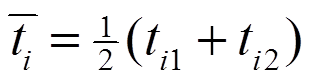 $\overline{t_i} = \frac{1}{2}(t_{i1} + t_{i2})$